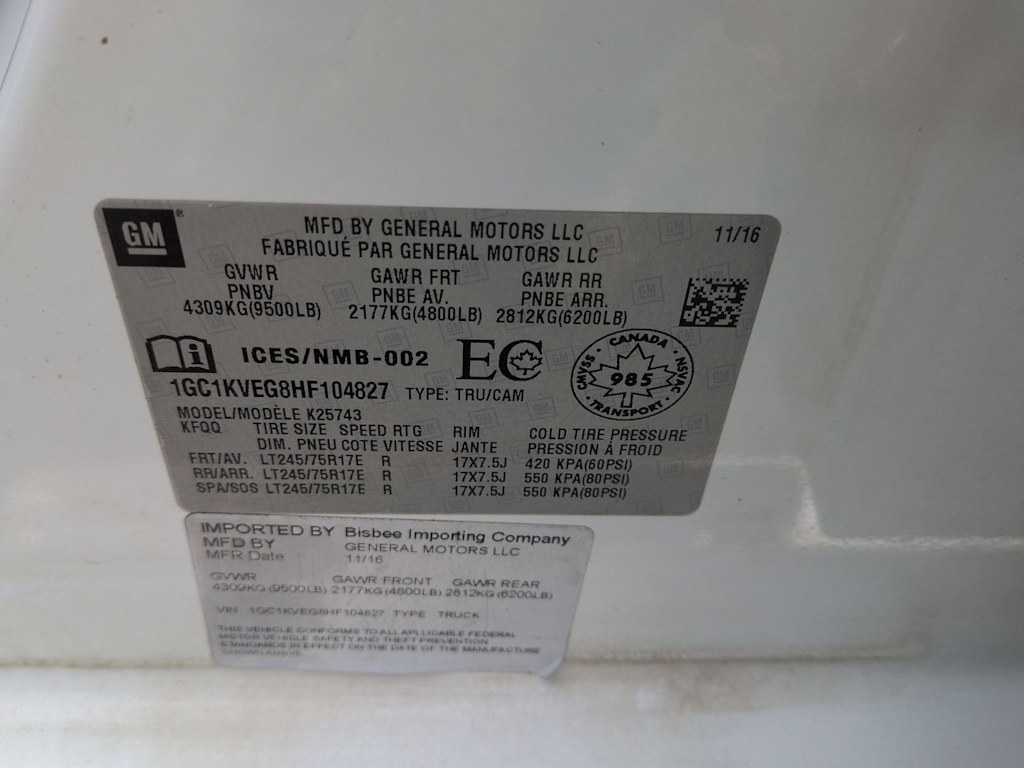 GM ®
MFD BY GENERAL MOTORS LLC 11/16
FABRIQUÉ PAR GENERAL MOTORS LLC
GVWR GAWR FRT GAWR RR
PNBV PNBE AV. PNBE ARR.
4309KG(9500LB) 2177KG(4800LB) 2812KG(6200LB)
ICES/NMB-002 EC
CANADA CMVSS NSVAC 985 TRANSPORT
1GC1KVEG8HF104827 TYPE: TRU/CAM
MODEL/MODÈLE K25743
KFQQ TIRE SIZE SPEED RTG RIM COLD TIRE PRESSURE
DIM. PNEU COTE VITESSE JANTE PRESSION À FROID
FRT/AV. LT245/75R17E R 17X7.5J 420 KPA(60PSI)
RR/ARR. LT245/75R17E R 17X7.5J 550 KPA(80PSI)
SPA/SOS LT245/75R17E R 17X7.5J 550 KPA(80PSI)
IMPORTED BY Bisbee Importing Company
MFD BY GENERAL MOTORS LLC
MFR Date 11/16
GVWR GAWR FRONT GAWR REAR
4309KG (9500LB) 2177KG (4800LB) 2812KG (6200LB)
VIN 1GC1KVEG8HF104827 TYPE TRUCK
THIS VEHICLE CONFORMS TO ALL APPLICABLE FEDERAL
MOTOR VEHICLE SAFETY AND THEFT PREVENTION
STANDARDS IN EFFECT ON THE DATE OF THE MANUFACTURE
SHOWN ABOVE